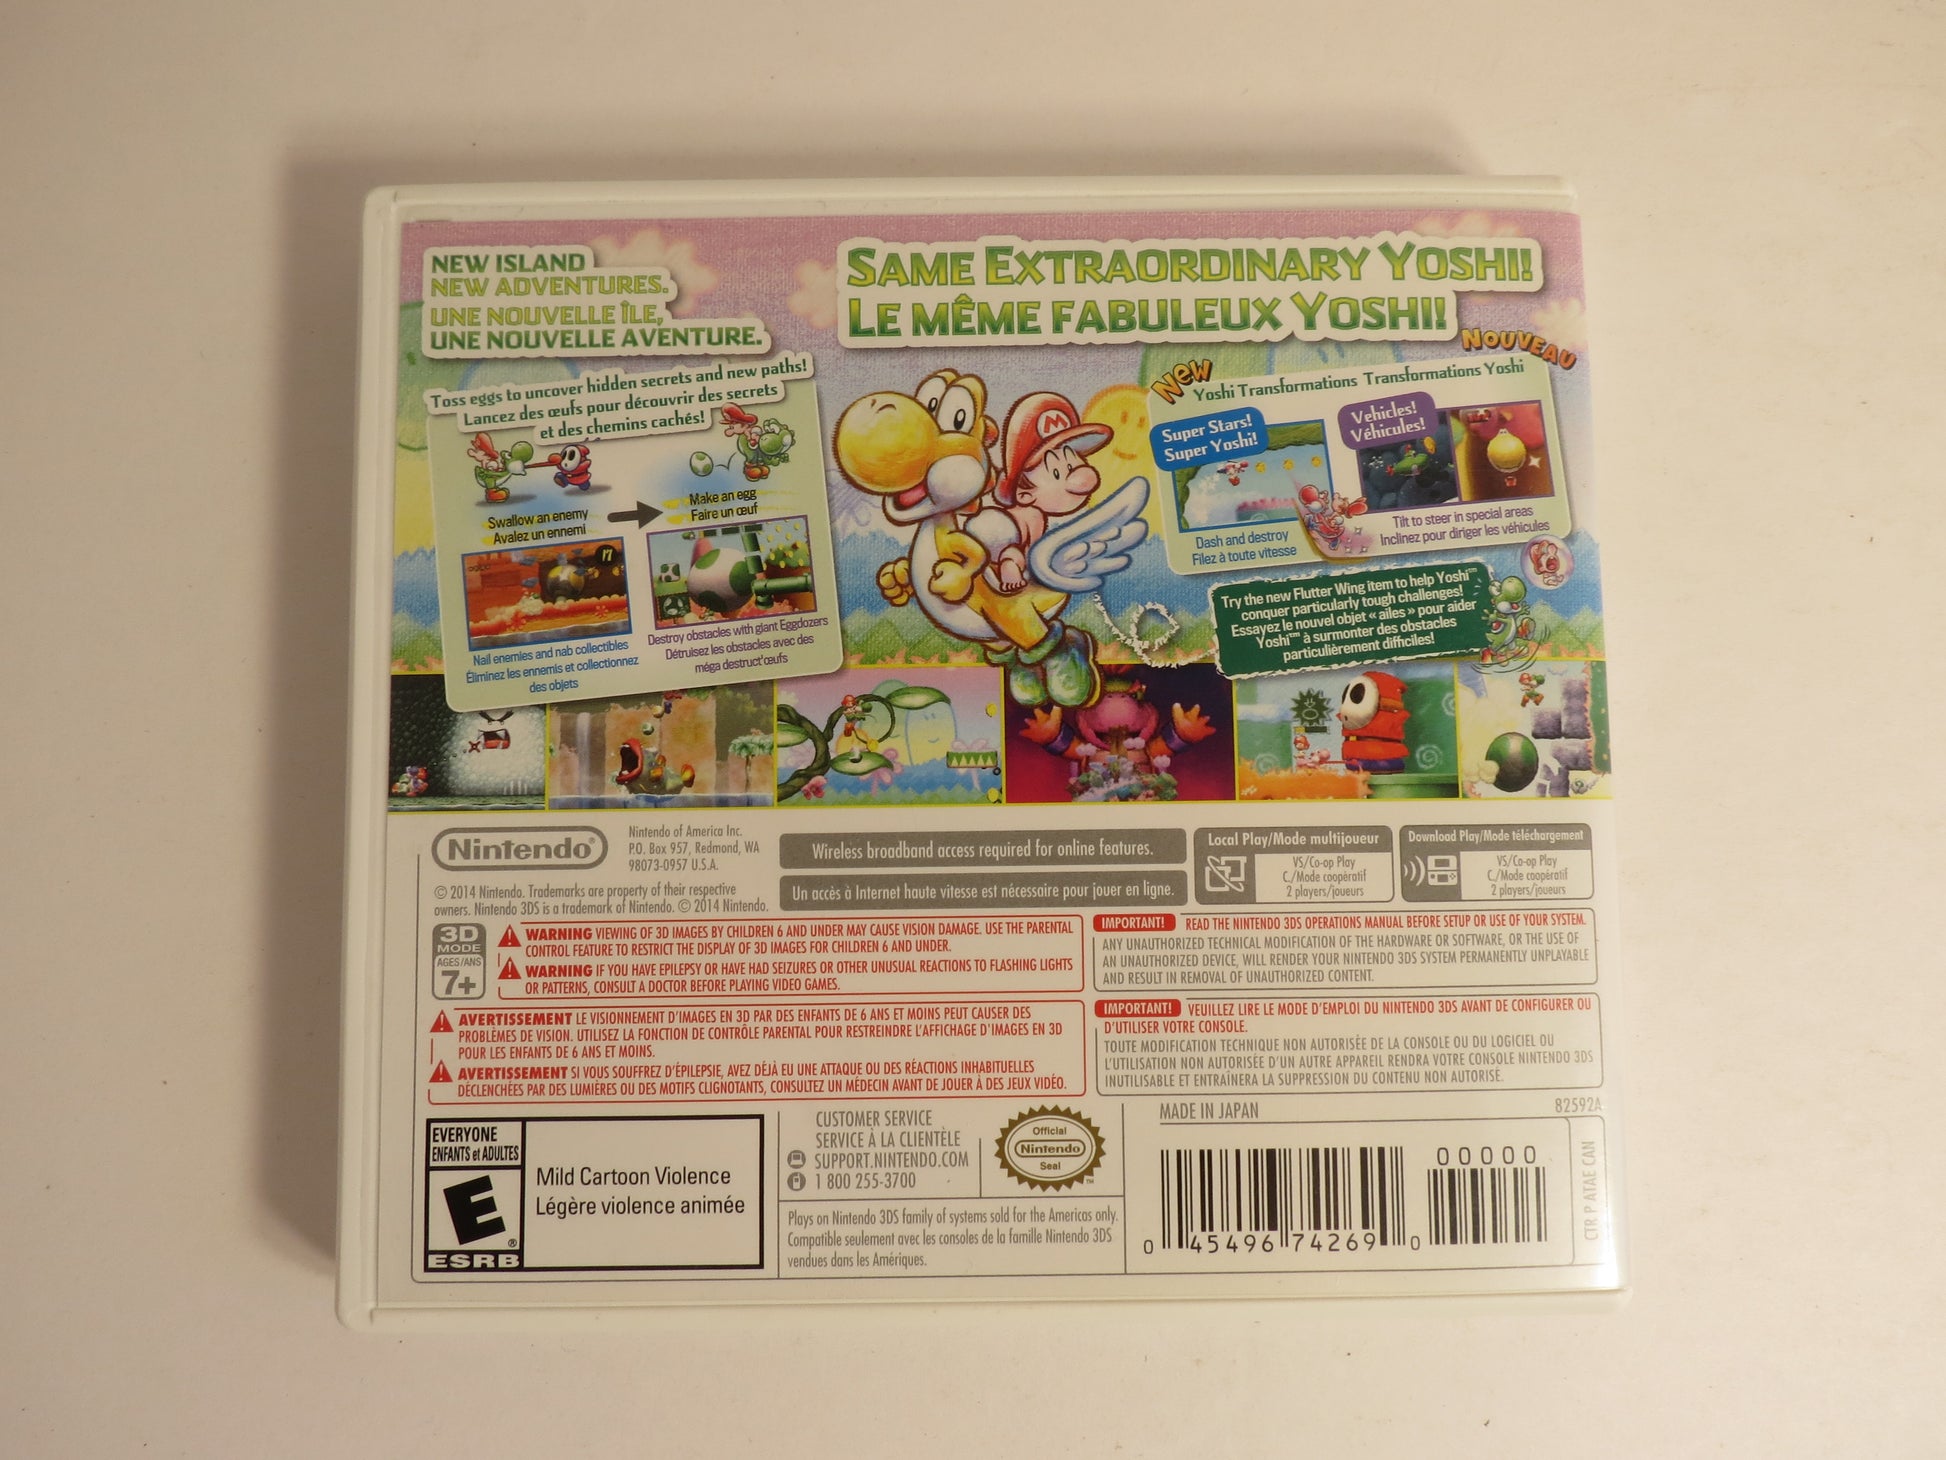 NEW ISLAND
NEW ADVENTURES.
UNE NOUVELLE ÎLE,
UNE NOUVELLE AVENTURE.
Toss eggs to uncover hidden secrets and new paths!
Lancez des œufs pour découvrir des secrets
et des chemins cachés!
Swallow an enemy
Avalez un ennemi
Make an egg
Faire un œuf
17
Nail enemies and nab collectibles
Éliminez les ennemis et collectionnez
des objets
Destroy obstacles with giant Eggdozers
Détruisez les obstacles avec des
méga destruct'œufs
SAME EXTRAORDINARY YOSHI!
LE MÊME FABULEUX YOSHI!
M
NEW
NOUVEAU
Yoshi Transformations Transformations Yoshi
Super Stars!
Super Yoshi!
Dash and destroy
Filez à toute vitesse
Vehicles!
Véhicules!
Tilt to steer in special areas
Inclinez pour diriger les véhicules
Try the new Flutter Wing item to help Yoshi™
conquer particularly tough challenges!
Essayez le nouvel objet « ailes » pour aider
Yoshi™ à surmonter des obstacles
particulièrement difficiles!
Nintendo®
Nintendo of America Inc.
P.O. Box 957, Redmond, WA
98073-0957 U.S.A.
© 2014 Nintendo. Trademarks are property of their respective
owners. Nintendo 3DS is a trademark of Nintendo. © 2014 Nintendo.
Wireless broadband access required for online features.
Un accès à Internet haute vitesse est nécessaire pour jouer en ligne.
Local Play/Mode multijoueur
VS/Co-op Play
C./Mode coopératif
2 players/joueurs
Download Play/Mode téléchargement
VS/Co-op Play
C./Mode coopératif
2 players/joueurs
3D
MODE
AGES/ANS
7+
WARNING VIEWING OF 3D IMAGES BY CHILDREN 6 AND UNDER MAY CAUSE VISION DAMAGE. USE THE PARENTAL
CONTROL FEATURE TO RESTRICT THE DISPLAY OF 3D IMAGES FOR CHILDREN 6 AND UNDER.
WARNING IF YOU HAVE EPILEPSY OR HAVE HAD SEIZURES OR OTHER UNUSUAL REACTIONS TO FLASHING LIGHTS
OR PATTERNS, CONSULT A DOCTOR BEFORE PLAYING VIDEO GAMES.
AVERTISSEMENT LE VISIONNEMENT D'IMAGES EN 3D PAR DES ENFANTS DE 6 ANS ET MOINS PEUT CAUSER DES
PROBLÈMES DE VISION. UTILISEZ LA FONCTION DE CONTRÔLE PARENTAL POUR RESTREINDRE L'AFFICHAGE D'IMAGES EN 3D
POUR LES ENFANTS DE 6 ANS ET MOINS.
AVERTISSEMENT SI VOUS SOUFFREZ D'ÉPILEPSIE, AVEZ DÉJÀ EU UNE ATTAQUE OU DES RÉACTIONS INHABITUELLES
DÉCLENCHÉES PAR DES LUMIÈRES OU DES MOTIFS CLIGNOTANTS, CONSULTEZ UN MÉDECIN AVANT DE JOUER À DES JEUX VIDÉO.
IMPORTANT! READ THE NINTENDO 3DS OPERATIONS MANUAL BEFORE SETUP OR USE OF YOUR SYSTEM.
ANY UNAUTHORIZED TECHNICAL MODIFICATION OF THE HARDWARE OR SOFTWARE, OR THE USE OF
AN UNAUTHORIZED DEVICE, WILL RENDER YOUR NINTENDO 3DS SYSTEM PERMANENTLY UNPLAYABLE
AND RESULT IN REMOVAL OF UNAUTHORIZED CONTENT.
IMPORTANT! VEUILLEZ LIRE LE MODE D'EMPLOI DU NINTENDO 3DS AVANT DE CONFIGURER OU
D'UTILISER VOTRE CONSOLE.
TOUTE MODIFICATION TECHNIQUE NON AUTORISÉE DE LA CONSOLE OU DU LOGICIEL OU
L'UTILISATION NON AUTORISÉE D'UN AUTRE APPAREIL RENDRA VOTRE CONSOLE NINTENDO 3DS
INUTILISABLE ET ENTRAÎNERA LA SUPPRESSION DU CONTENU NON AUTORISÉ.
EVERYONE
ENFANTS et ADULTES
E®
ESRB
Mild Cartoon Violence
Légère violence animée
CUSTOMER SERVICE
SERVICE À LA CLIENTÈLE
SUPPORT.NINTENDO.COM
1 800 255-3700
Official
Nintendo
Seal
™
Plays on Nintendo 3DS family of systems sold for the Americas only.
Compatible seulement avec les consoles de la famille Nintendo 3DS
vendues dans les Amériques.
MADE IN JAPAN
82592A
00000
0 45496 74269 0
CTR P ATAE CAN